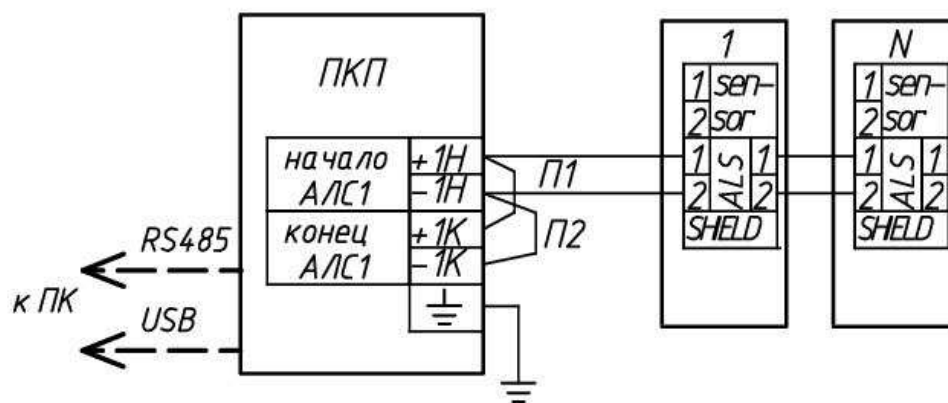 ПКП
начало
АЛС1
+1Н
-1Н
конец
АЛС1
+1К
-1К
П1
П2
RS485
к ПК
USB
1
1 sen-
2 sor
1 ALS 1
2 2
SHELD
N
1 sen-
2 sor
1 ALS 1
2 2
SHELD